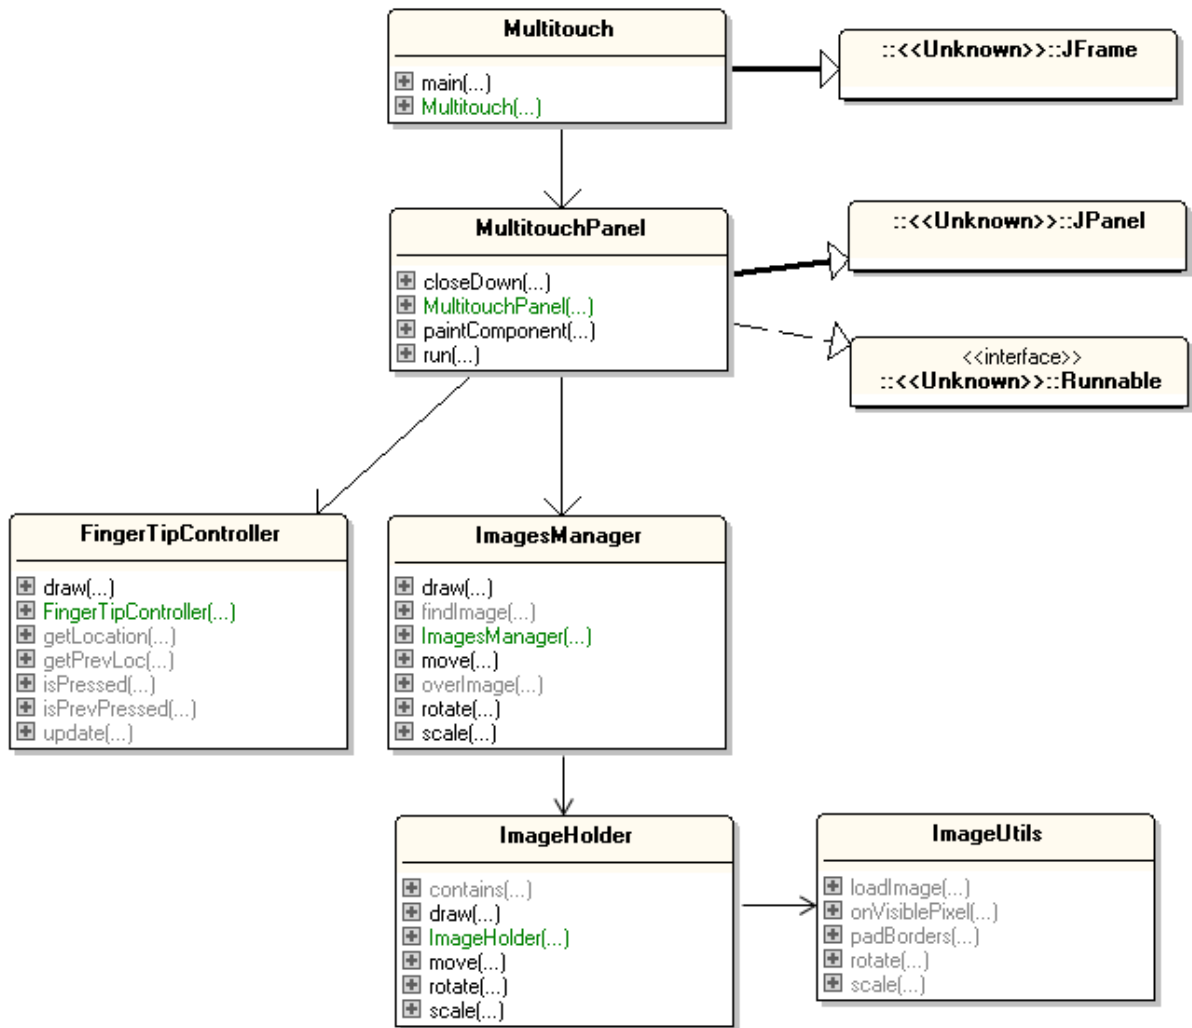 Multitouch
main(...)
Multitouch(...)
::<<Unknown>>::JFrame
MultitouchPanel
closeDown(...)
MultitouchPanel(...)
paintComponent(...)
run(...)
::<<Unknown>>::JPanel
<<interface>>
::<<Unknown>>::Runnable
FingerTipController
draw(...)
FingerTipController(...)
getLocation(...)
getPrevLoc(...)
isPressed(...)
isPrevPressed(...)
update(...)
ImagesManager
draw(...)
findImage(...)
ImagesManager(...)
move(...)
overImage(...)
rotate(...)
scale(...)
ImageHolder
contains(...)
draw(...)
ImageHolder(...)
move(...)
rotate(...)
scale(...)
ImageUtils
loadImage(...)
onVisiblePixel(...)
padBorders(...)
rotate(...)
scale(...)